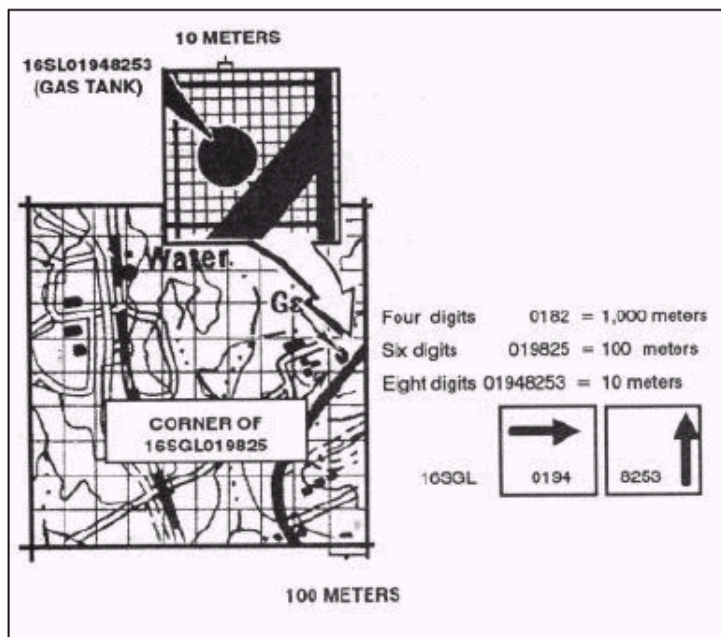 10 METERS
16SL01948253
(GAS TANK)
Water
Ga
Four digits 0182 = 1,000 meters
Six digits 019825 = 100 meters
Eight digits 01948253 = 10 meters
CORNER OF
16SGL019825
16SGL 0194 8253
100 METERS